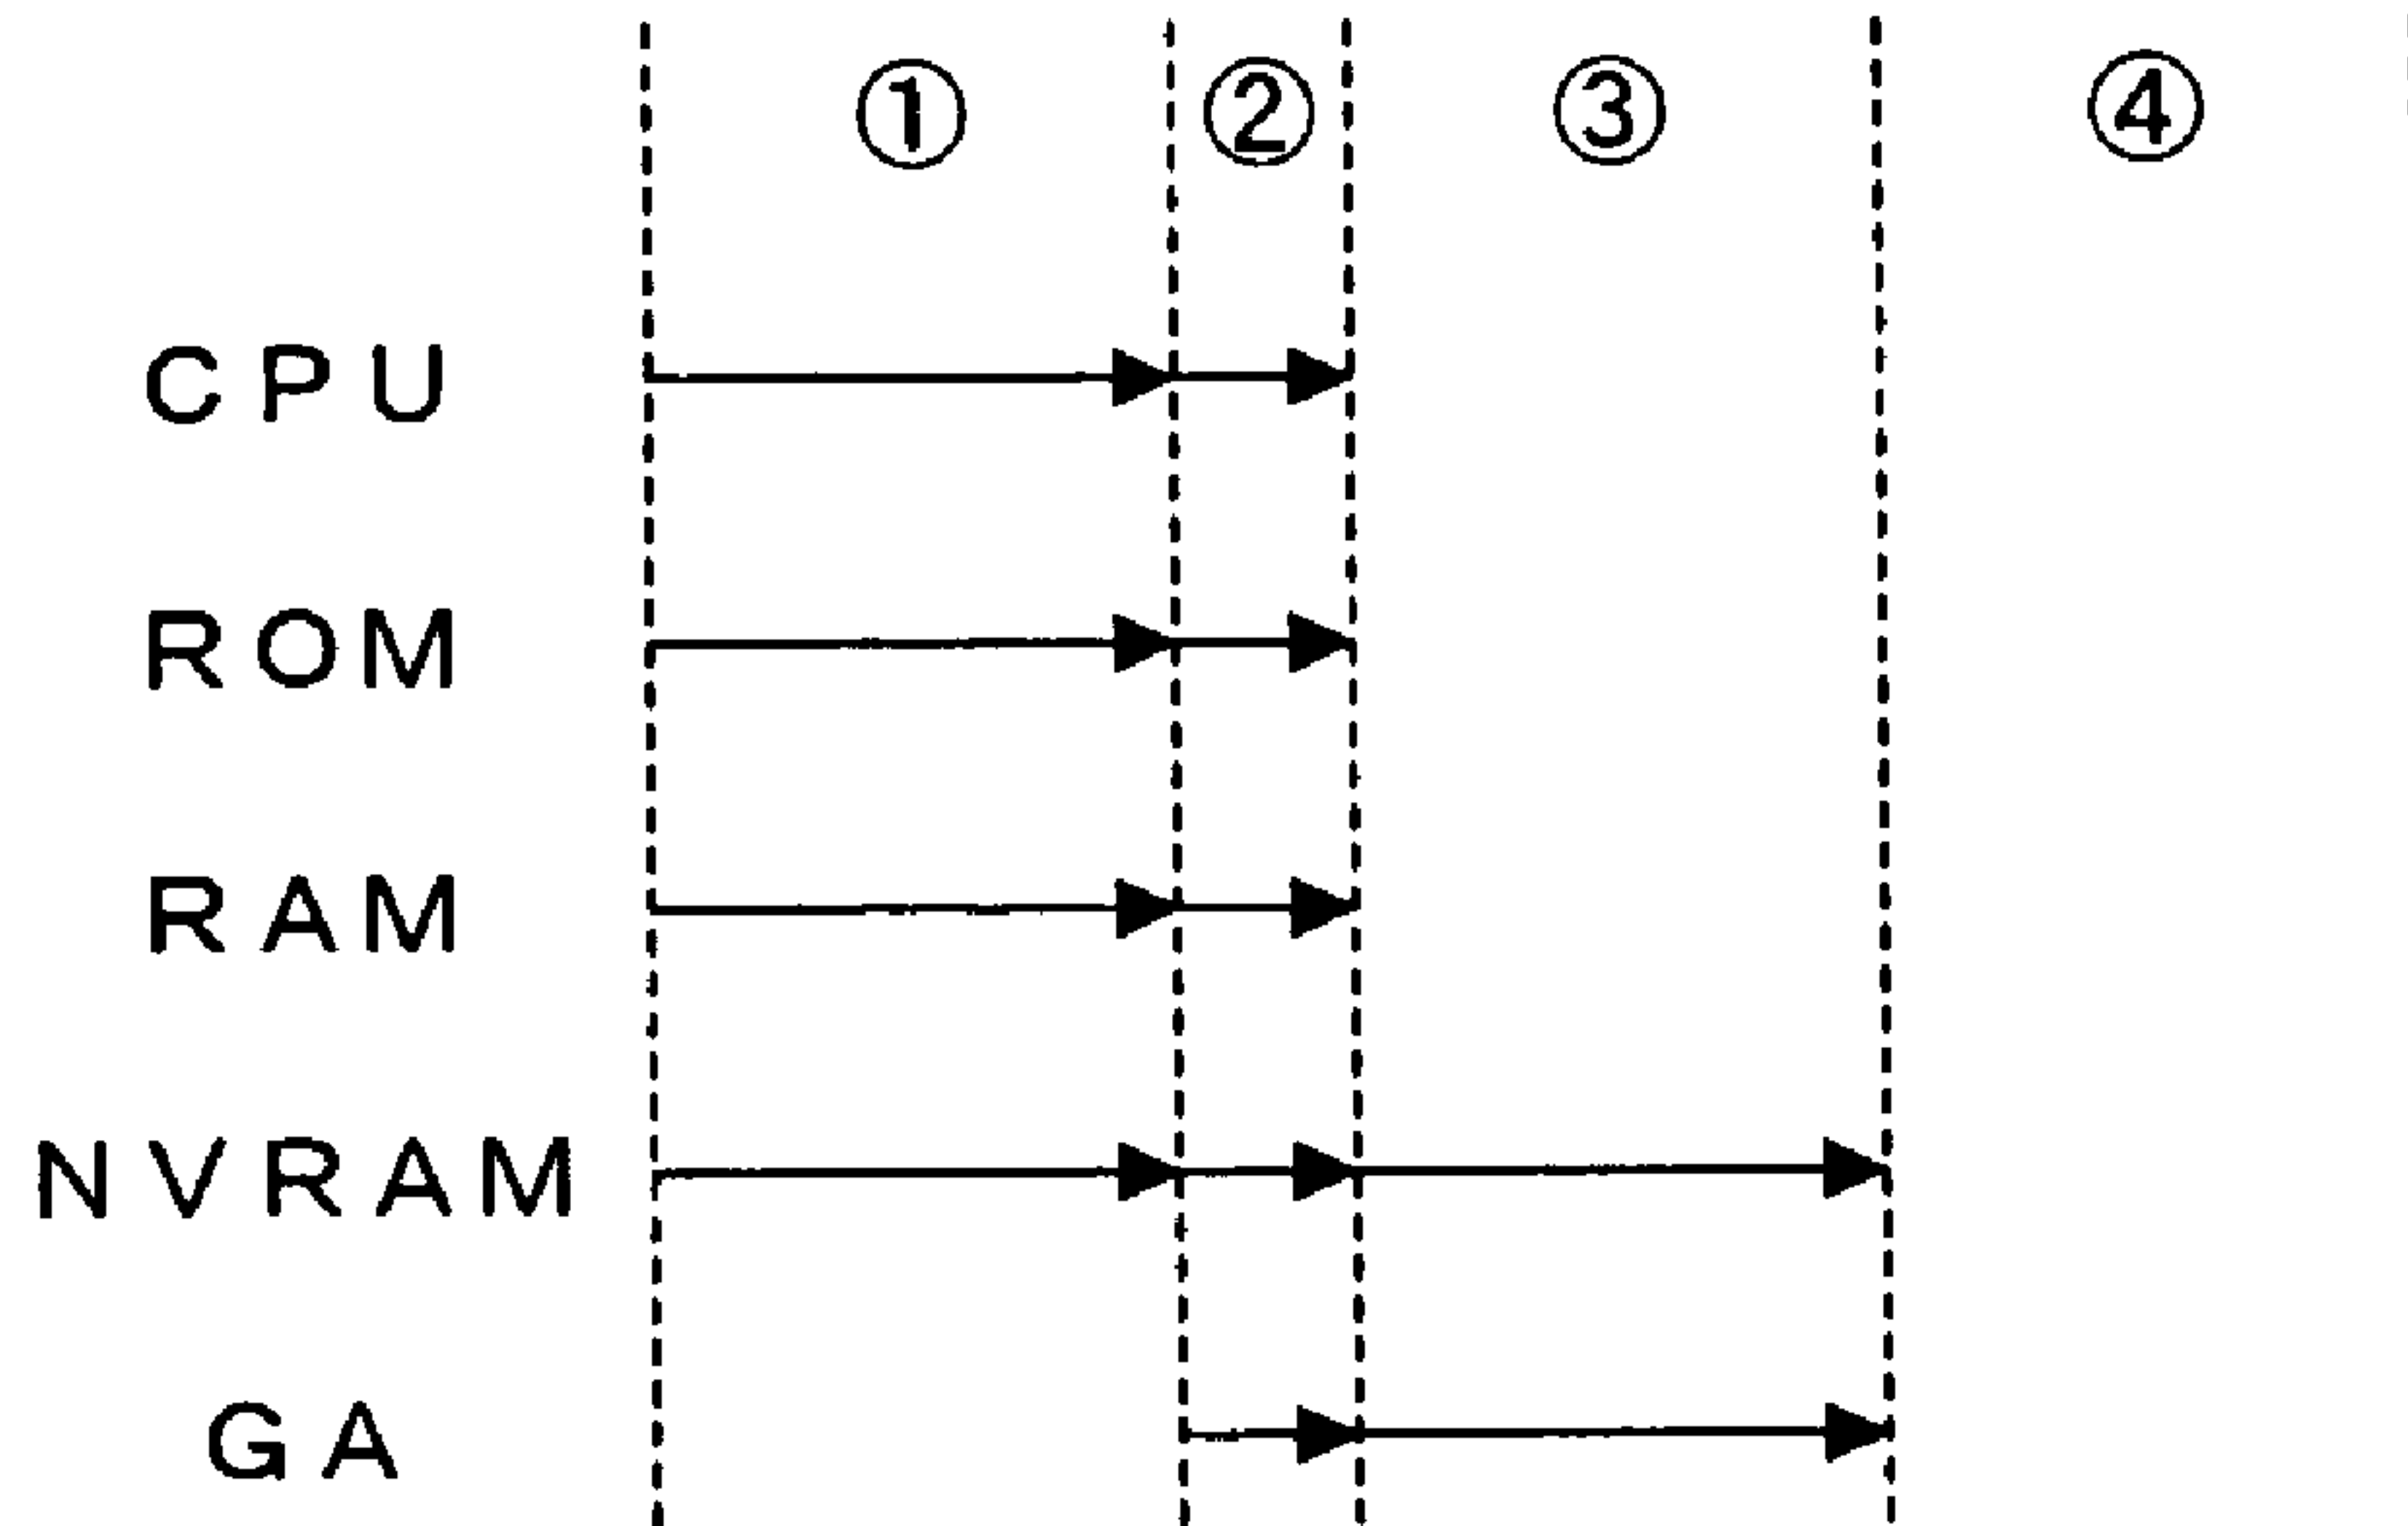 ① ② ③ ④
CPU
ROM
RAM
NVRAM
GA